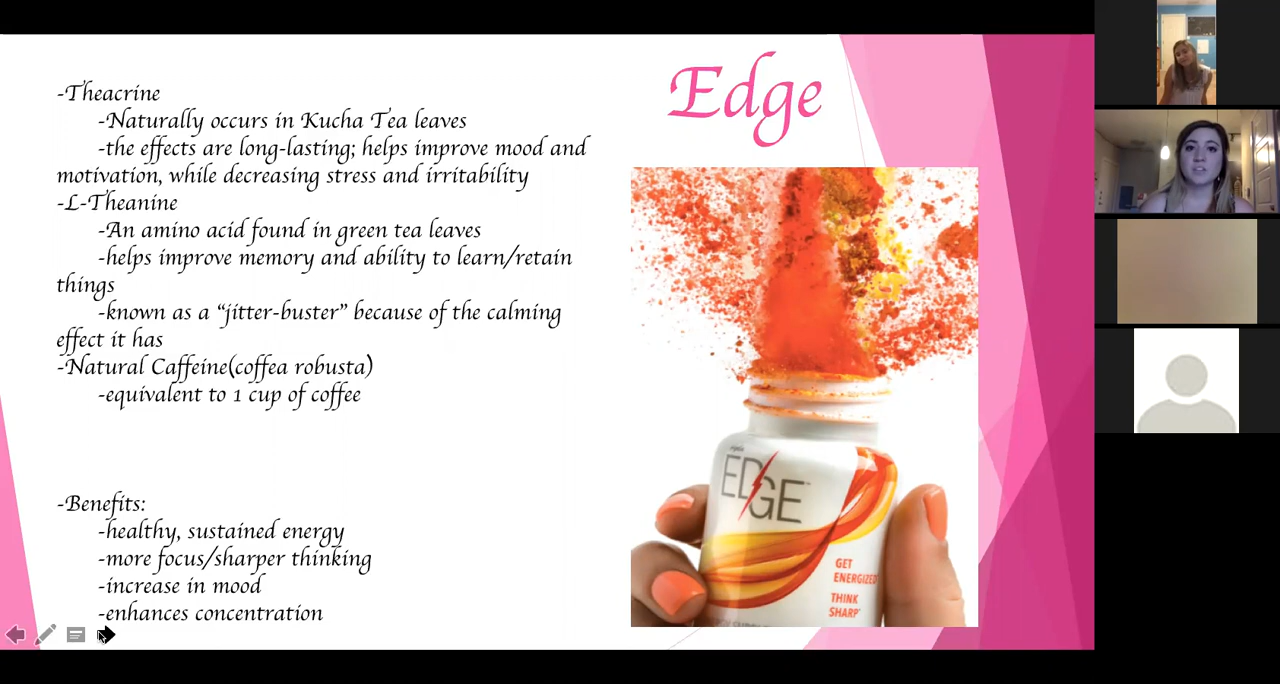 Edge
-Theacrine
-Naturally occurs in Kucha Tea leaves
-the effects are long-lasting; helps improve mood and
motivation, while decreasing stress and irritability
-L-Theanine
-An amino acid found in green tea leaves
-helps improve memory and ability to learn/retain
things
-known as a “jitter-buster” because of the calming
effect it has
-Natural Caffeine(coffea robusta)
-equivalent to 1 cup of coffee
-Benefits:
-healthy, sustained energy
-more focus/sharper thinking
-increase in mood
-enhances concentration
EDGE™
GET
ENERGIZED
THINK
SHARP